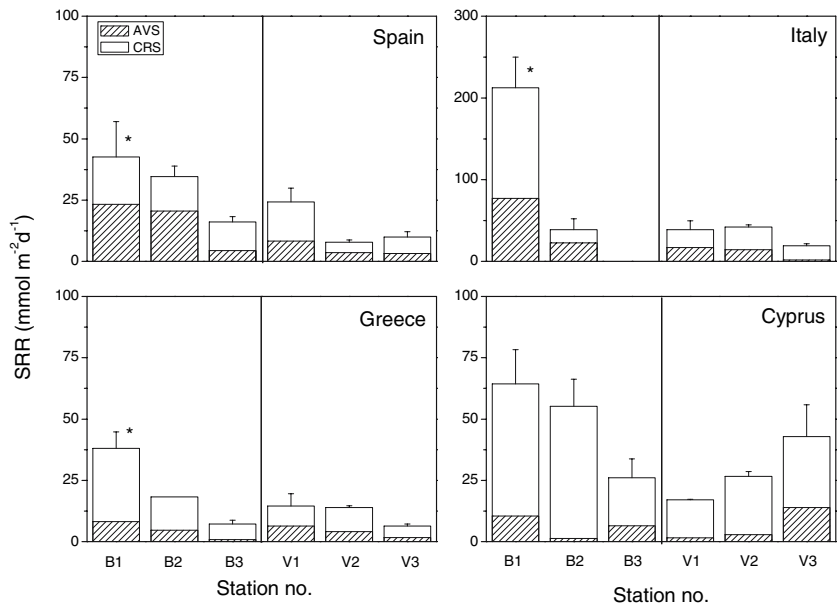 100
75
50
25
0
AVS
CRS
*
Spain
300
200
100
0
*
Italy
SRR (mmol m⁻²d⁻¹)
100
75
50
25
0
*
Greece
B1 B2 B3 V1 V2 V3
Station no.
100
75
50
25
0
Cyprus
B1 B2 B3 V1 V2 V3
Station no.